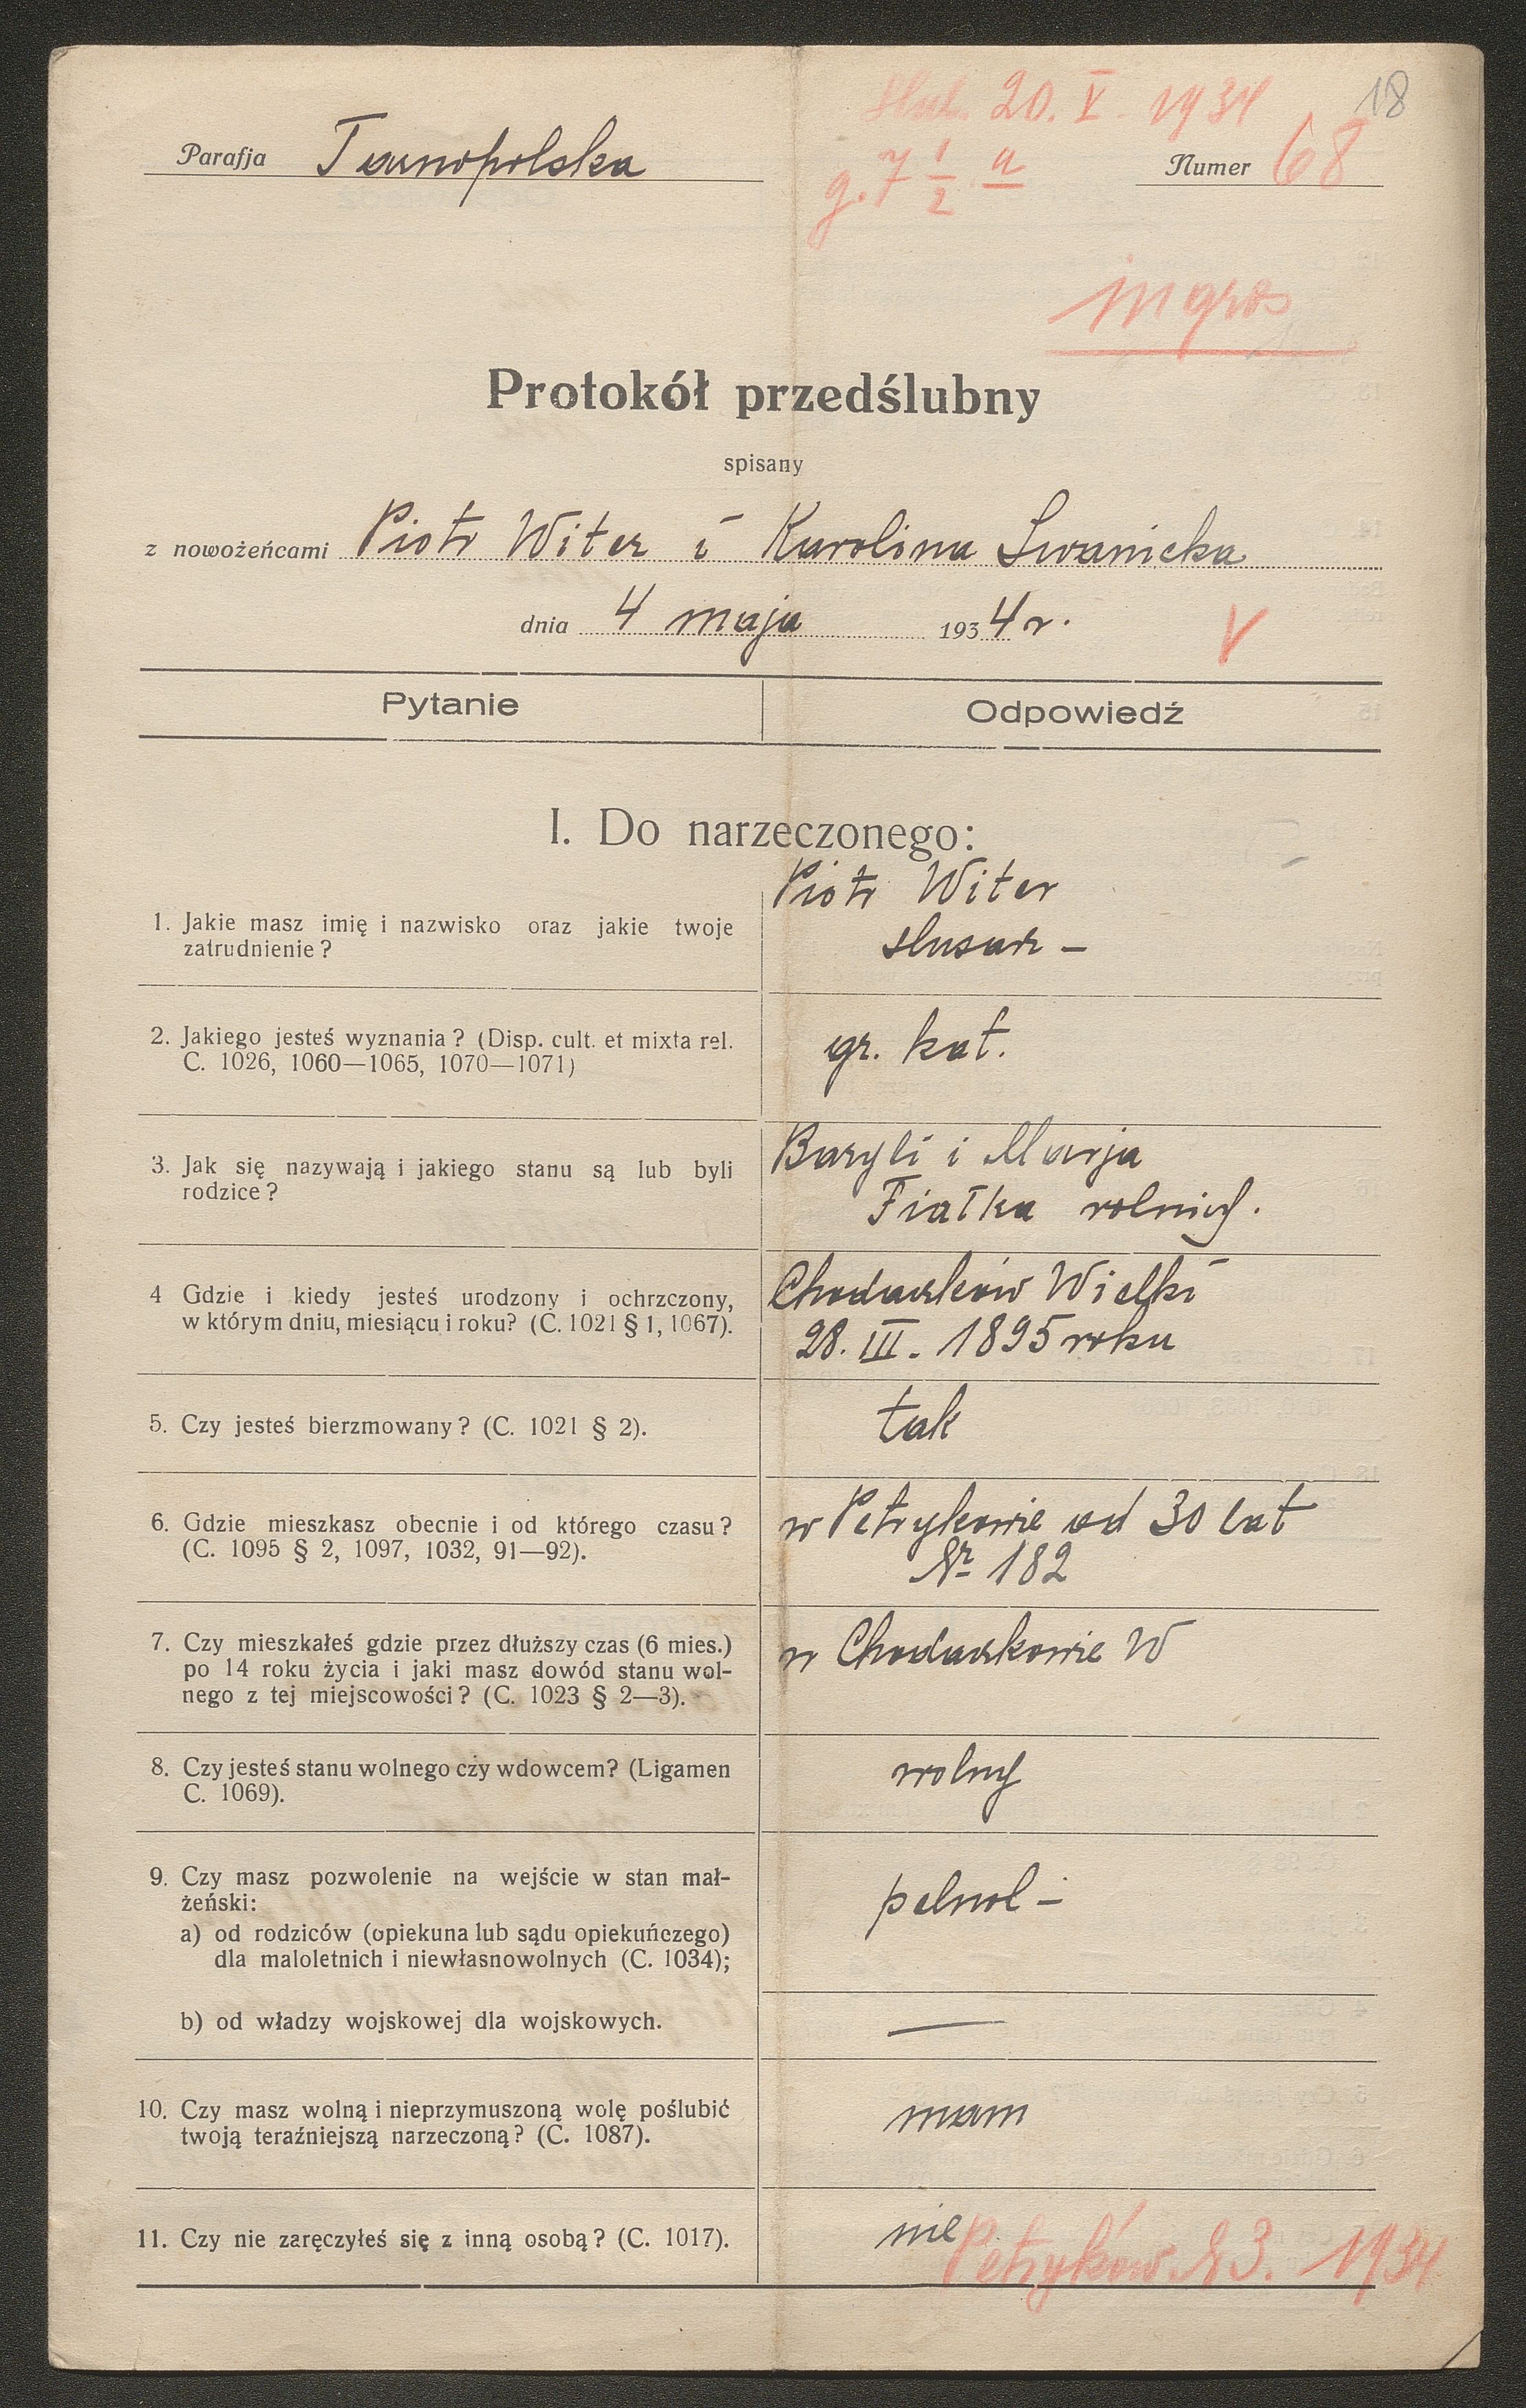 18
Ślub 20. V. 1934
g. 7 1/2 a
Parafja Tarnopolska
Numer 68
ingros
Protokół przedślubny
spisany
z nowożeńcami Piotr Witer i Karolina Iwanicka
dnia 4 maja 1934 r.
V
Pytanie
Odpowiedź
I. Do narzeczonego:
1. Jakie masz imię i nazwisko oraz jakie twoje
zatrudnienie?
Piotr Witer
ślusarz —
2. Jakiego jesteś wyznania? (Disp. cult. et mixta rel.
C. 1026, 1060—1065, 1070—1071)
gr. kat.
3. Jak się nazywają i jakiego stanu są lub byli
rodzice?
Bazyli i Marja
Fiałka rolnicy.
4 Gdzie i kiedy jesteś urodzony i ochrzczony,
w którym dniu, miesiącu i roku? (C. 1021 § 1, 1067).
Chodaczków Wielki
28. III. 1895 roku
5. Czy jesteś bierzmowany? (C. 1021 § 2).
tak
6. Gdzie mieszkasz obecnie i od którego czasu?
(C. 1095 § 2, 1097, 1032, 91—92).
w Petrykowie od 30 lat
Nr 182
7. Czy mieszkałeś gdzie przez dłuższy czas (6 mies.)
po 14 roku życia i jaki masz dowód stanu wol-
nego z tej miejscowości? (C. 1023 § 2—3).
w Chodaczkowie W
8. Czy jesteś stanu wolnego czy wdowcem? (Ligamen
C. 1069).
wolny
9. Czy masz pozwolenie na wejście w stan mał-
żeński:
a) od rodziców (opiekuna lub sądu opiekuńczego)
dla maloletnich i niewłasnowolnych (C. 1034);
pełnol —
b) od władzy wojskowej dla wojskowych.
—
10. Czy masz wolną i nieprzymuszoną wolę poślubić
twoją teraźniejszą narzeczoną? (C. 1087).
mam
11. Czy nie zaręczyłeś się z inną osobą? (C. 1017).
nie
Petryków 3. 1934